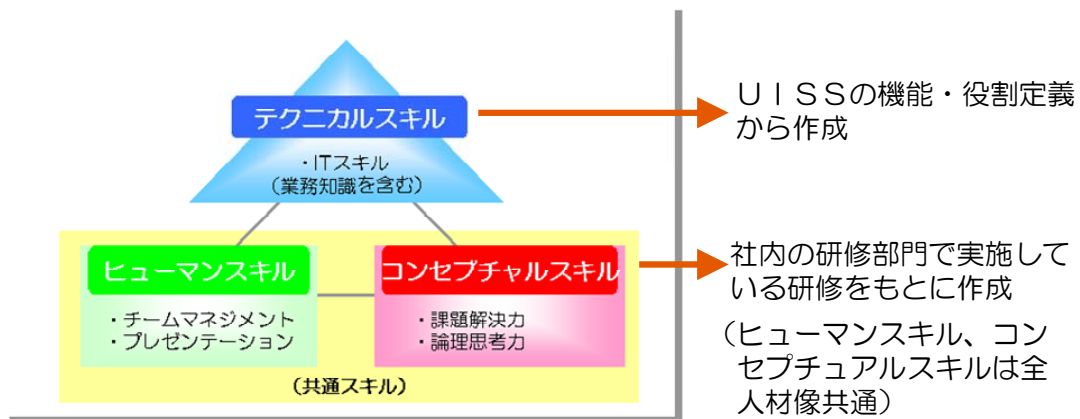 テクニカルスキル
・ITスキル
(業務知識を含む)
UISSの機能・役割定義
から作成
ヒューマンスキル
・チームマネジメント
・プレゼンテーション
コンセプチャルスキル
・課題解決力
・論理思考力
(共通スキル)
社内の研修部門で実施して
いる研修をもとに作成
(ヒューマンスキル、コン
セプチュアルスキルは全
人材像共通)